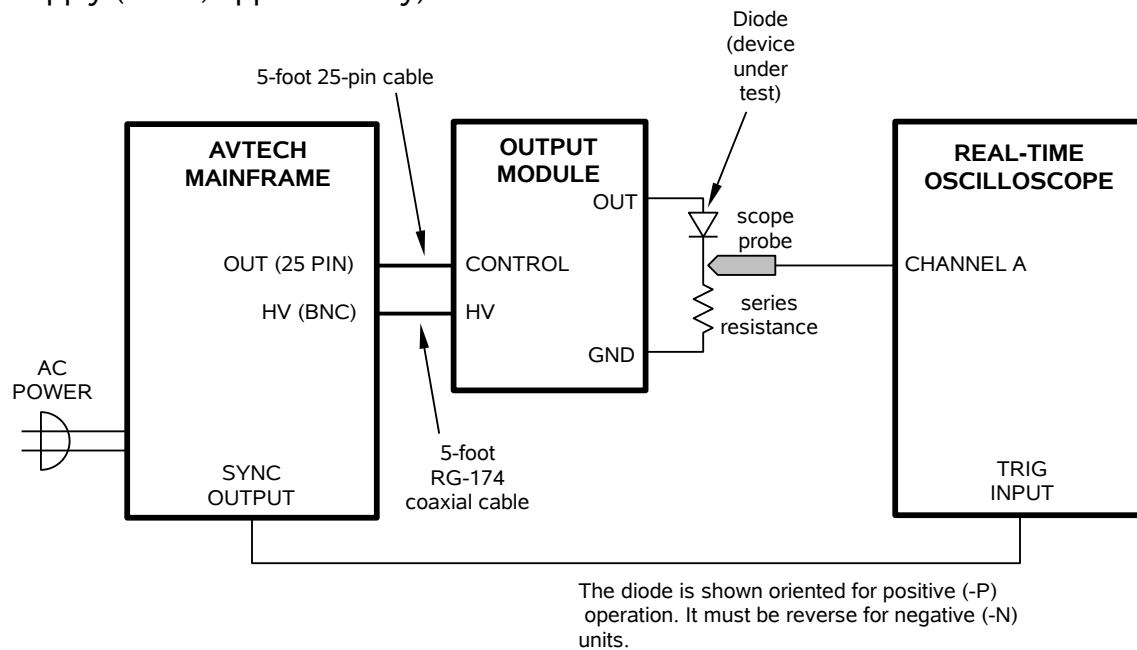 Diode
(device
under
test)
5-foot 25-pin cable
AVTECH
MAINFRAME
OUTPUT
MODULE
REAL-TIME
OSCILLOSCOPE
OUT
scope
probe
OUT (25 PIN)
CONTROL
CHANNEL A
HV (BNC)
HV
series
resistance
GND
AC
POWER
5-foot
RG-174
coaxial cable
SYNC
OUTPUT
TRIG
INPUT
The diode is shown oriented for positive (-P)
operation. It must be reverse for negative (-N)
units.